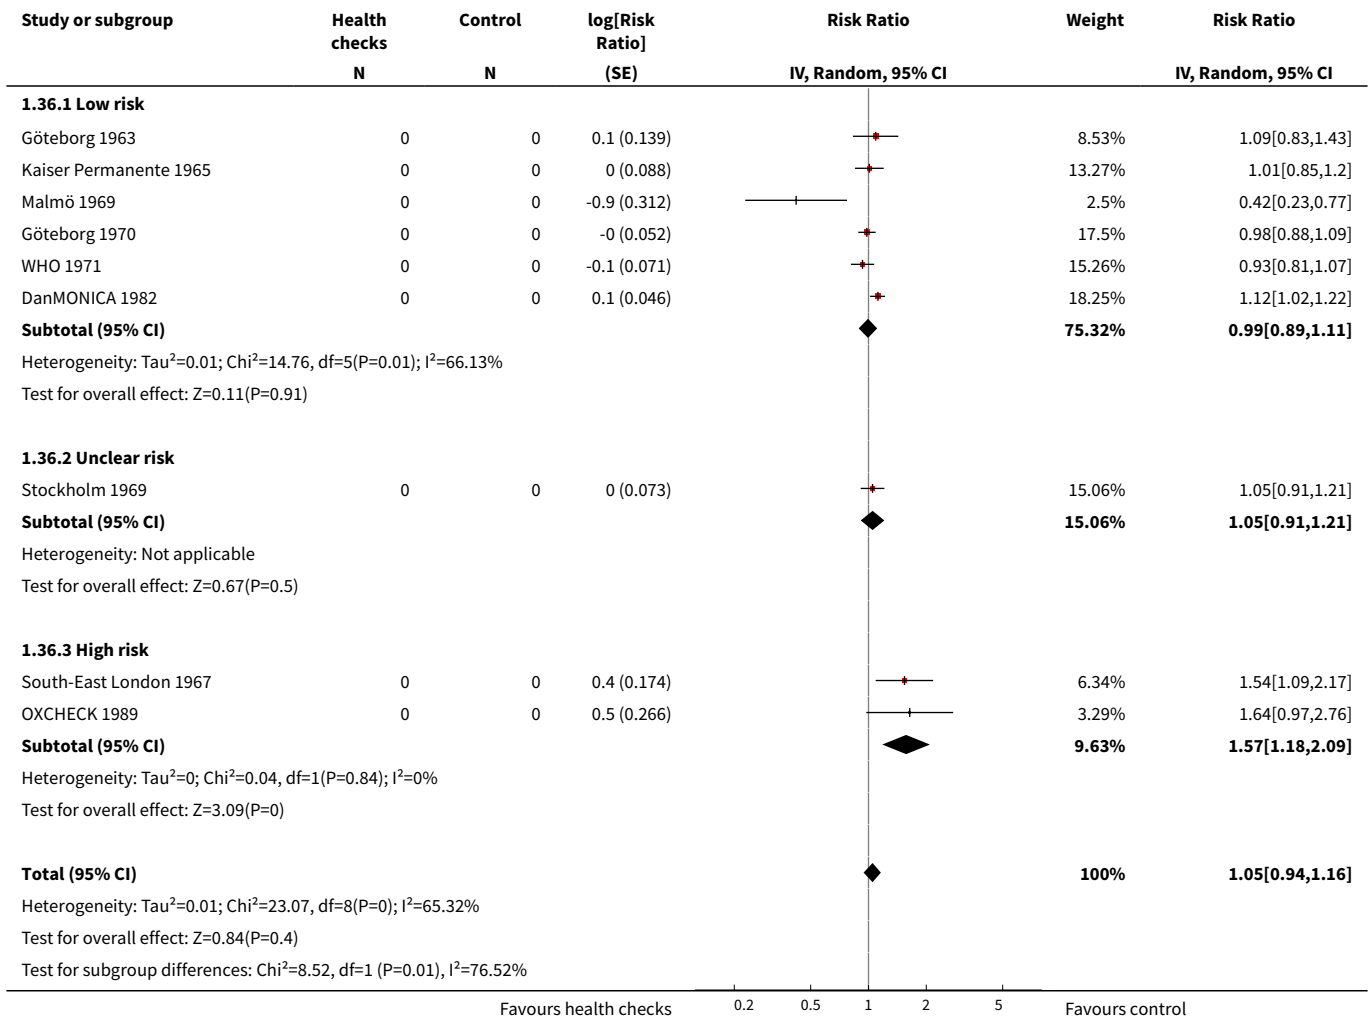 Study or subgroup Health checks Control log[Risk Ratio] Risk Ratio Weight Risk Ratio
N N (SE) IV, Random, 95% CI IV, Random, 95% CI
1.36.1 Low risk
Göteborg 1963 0 0 0.1 (0.139) 8.53% 1.09[0.83,1.43]
Kaiser Permanente 1965 0 0 0 (0.088) 13.27% 1.01[0.85,1.2]
Malmö 1969 0 0 -0.9 (0.312) 2.5% 0.42[0.23,0.77]
Göteborg 1970 0 0 -0 (0.052) 17.5% 0.98[0.88,1.09]
WHO 1971 0 0 -0.1 (0.071) 15.26% 0.93[0.81,1.07]
DanMONICA 1982 0 0 0.1 (0.046) 18.25% 1.12[1.02,1.22]
Subtotal (95% CI) 75.32% 0.99[0.89,1.11]
Heterogeneity: Tau²=0.01; Chi²=14.76, df=5(P=0.01); I²=66.13%
Test for overall effect: Z=0.11(P=0.91)
1.36.2 Unclear risk
Stockholm 1969 0 0 0 (0.073) 15.06% 1.05[0.91,1.21]
Subtotal (95% CI) 15.06% 1.05[0.91,1.21]
Heterogeneity: Not applicable
Test for overall effect: Z=0.67(P=0.5)
1.36.3 High risk
South-East London 1967 0 0 0.4 (0.174) 6.34% 1.54[1.09,2.17]
OXCHECK 1989 0 0 0.5 (0.266) 3.29% 1.64[0.97,2.76]
Subtotal (95% CI) 9.63% 1.57[1.18,2.09]
Heterogeneity: Tau²=0; Chi²=0.04, df=1(P=0.84); I²=0%
Test for overall effect: Z=3.09(P=0)
Total (95% CI) 100% 1.05[0.94,1.16]
Heterogeneity: Tau²=0.01; Chi²=23.07, df=8(P=0); I²=65.32%
Test for overall effect: Z=0.84(P=0.4)
Test for subgroup differences: Chi²=8.52, df=1 (P=0.01), I²=76.52%
Favours health checks 0.2 0.5 1 2 5 Favours control